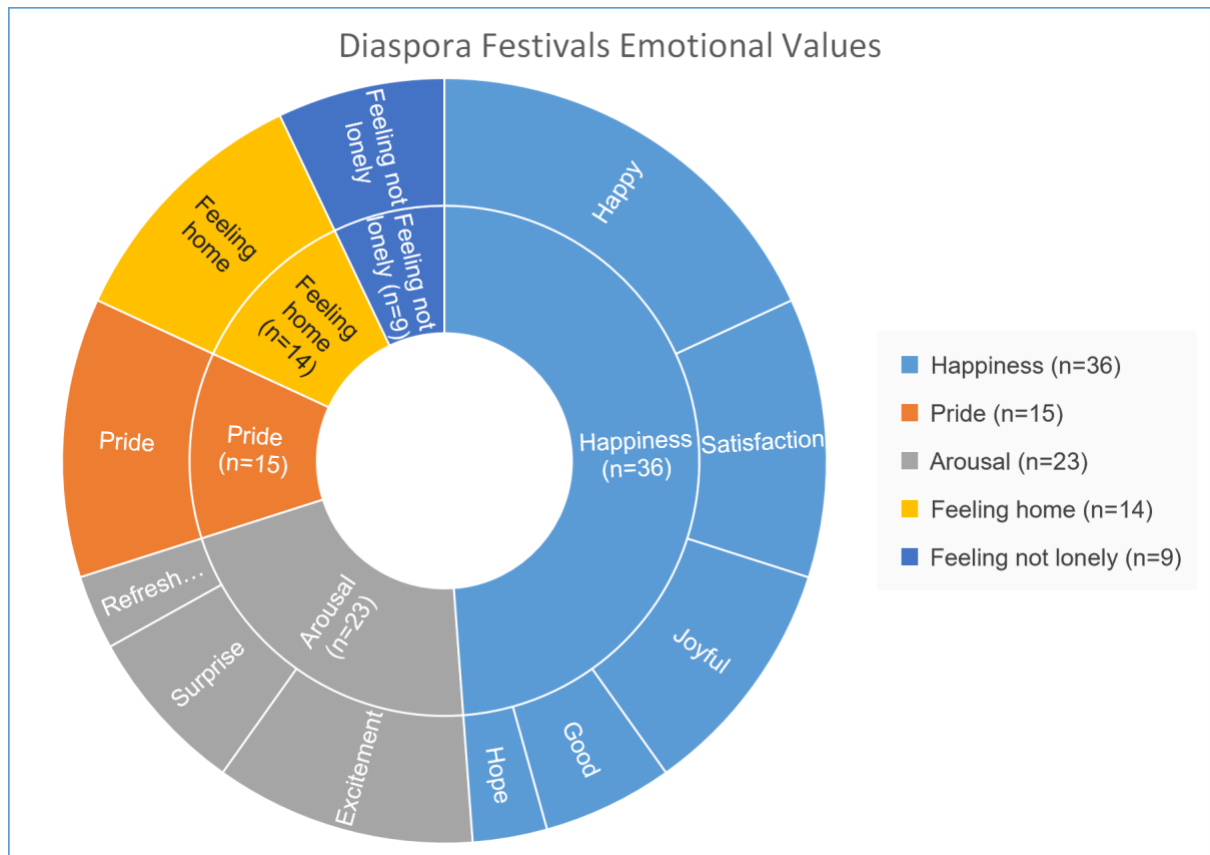 Diaspora Festivals Emotional Values
Happy
Satisfaction
Joyful
Good
Hope
Excitement
Surprise
Refresh…
Pride
Feeling
home
Feeling not
lonely
Happiness
(n=36)
Arousal
(n=23)
Pride
(n=15)
Feeling
home
(n=14)
Feeling not
lonely (n=9)
Happiness (n=36)
Pride (n=15)
Arousal (n=23)
Feeling home (n=14)
Feeling not lonely (n=9)